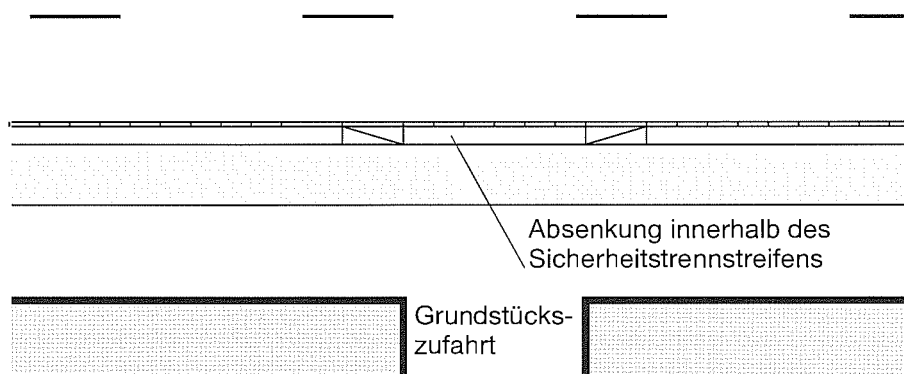 Absenkung innerhalb des
Sicherheitstrennstreifens
Grundstücks-
zufahrt